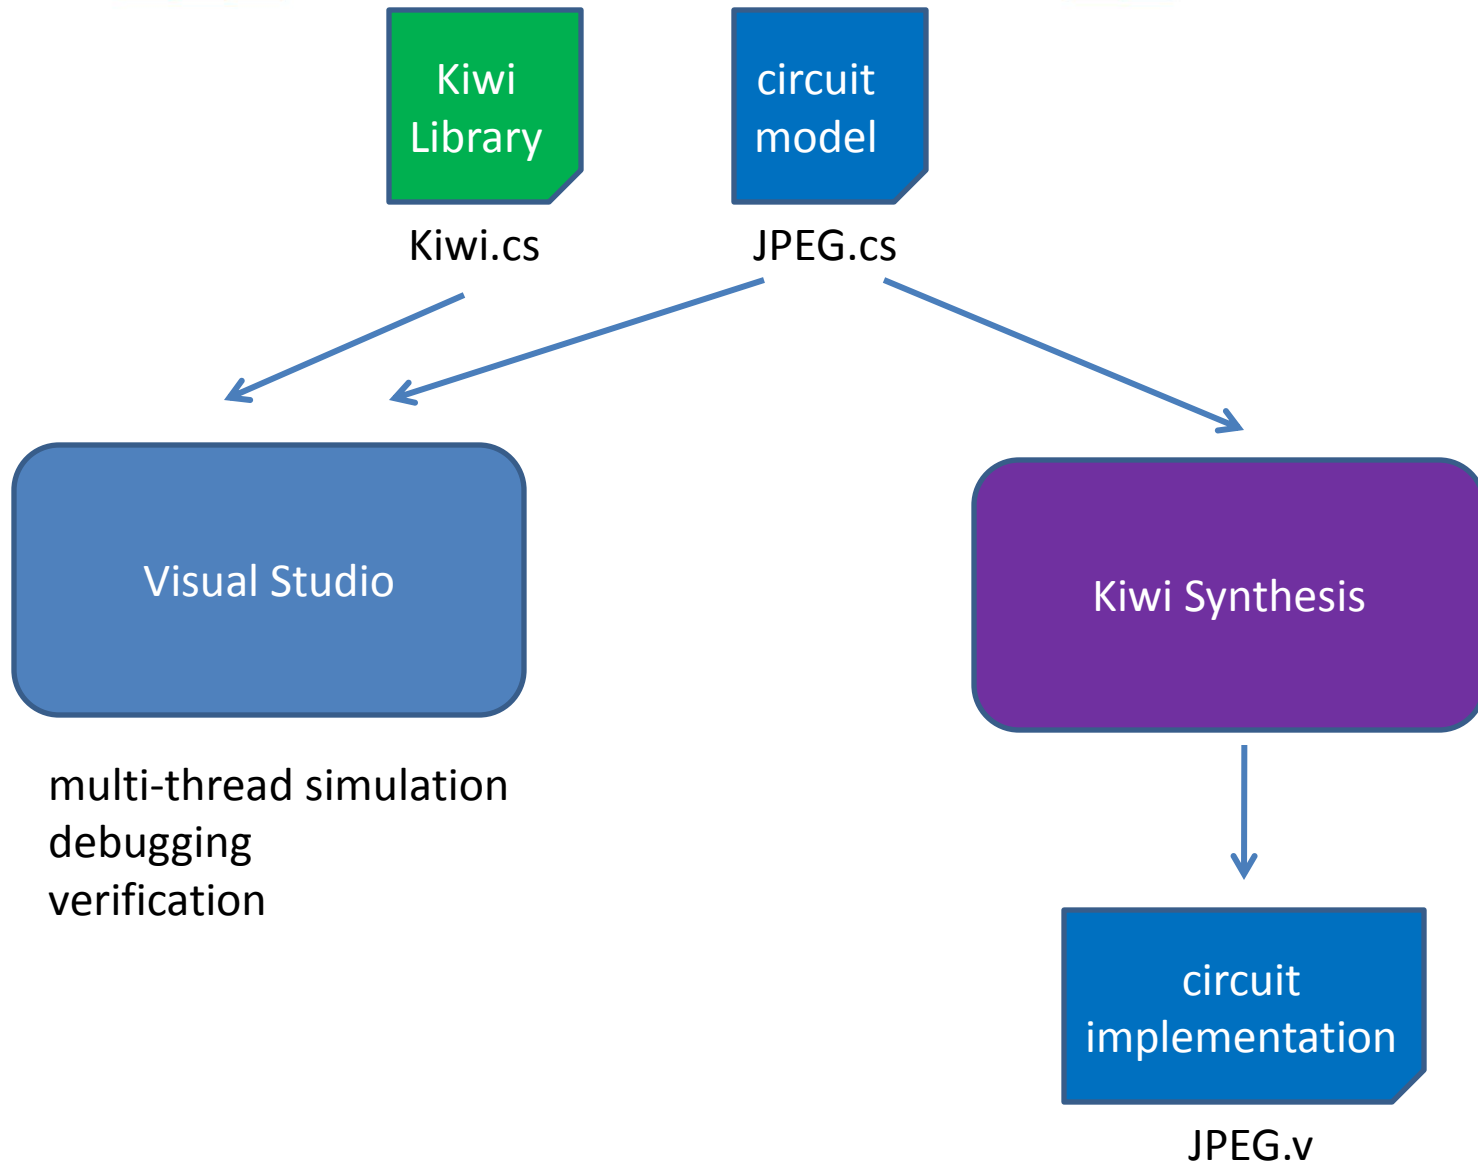 Kiwi
Library
circuit
model
Kiwi.cs
JPEG.cs
Visual Studio
Kiwi Synthesis
multi-thread simulation
debugging
verification
circuit
implementation
JPEG.v